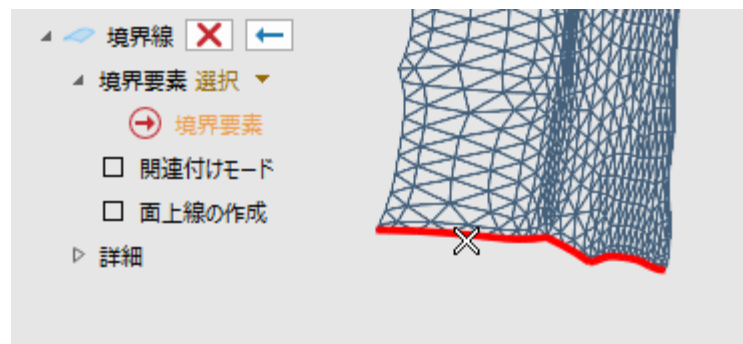 境界線
境界要素 選択
境界要素
関連付けモード
面上線の作成
詳細